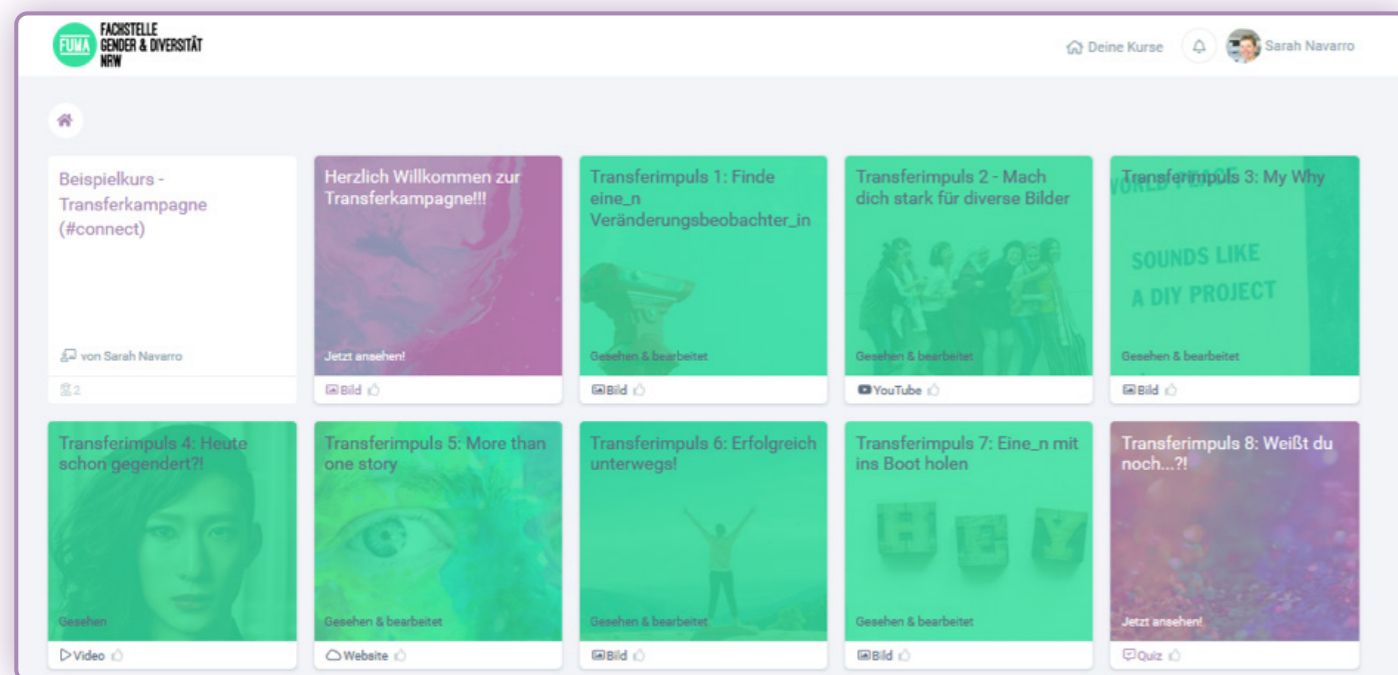 FUMA
FACHSTELLE
GENDER & DIVERSITÄT
NRW
Deine Kurse
Sarah Navarro
Beispielkurs -
Transferkampagne
(#connect)
von Sarah Navarro
2
Herzlich Willkommen zur
Transferkampagne!!!
Jetzt ansehen!
Bild
Transferimpuls 1: Finde
eine_n
Veränderungsbeobachter_in
Gesehen & bearbeitet
Bild
Transferimpuls 2 - Mach
dich stark für diverse Bilder
Gesehen & bearbeitet
YouTube
Transferimpuls 3: My Why
WORLD PEACE
SOUNDS LIKE
A DIY PROJECT
Gesehen & bearbeitet
Bild
Transferimpuls 4: Heute
schon gegendert?!
Gesehen
Video
Transferimpuls 5: More than
one story
Gesehen & bearbeitet
Website
Transferimpuls 6: Erfolgreich
unterwegs!
Gesehen & bearbeitet
Bild
Transferimpuls 7: Eine_n mit
ins Boot holen
HEY
Gesehen & bearbeitet
Bild
Transferimpuls 8: Weißt du
noch...?!
Jetzt ansehen!
Quiz